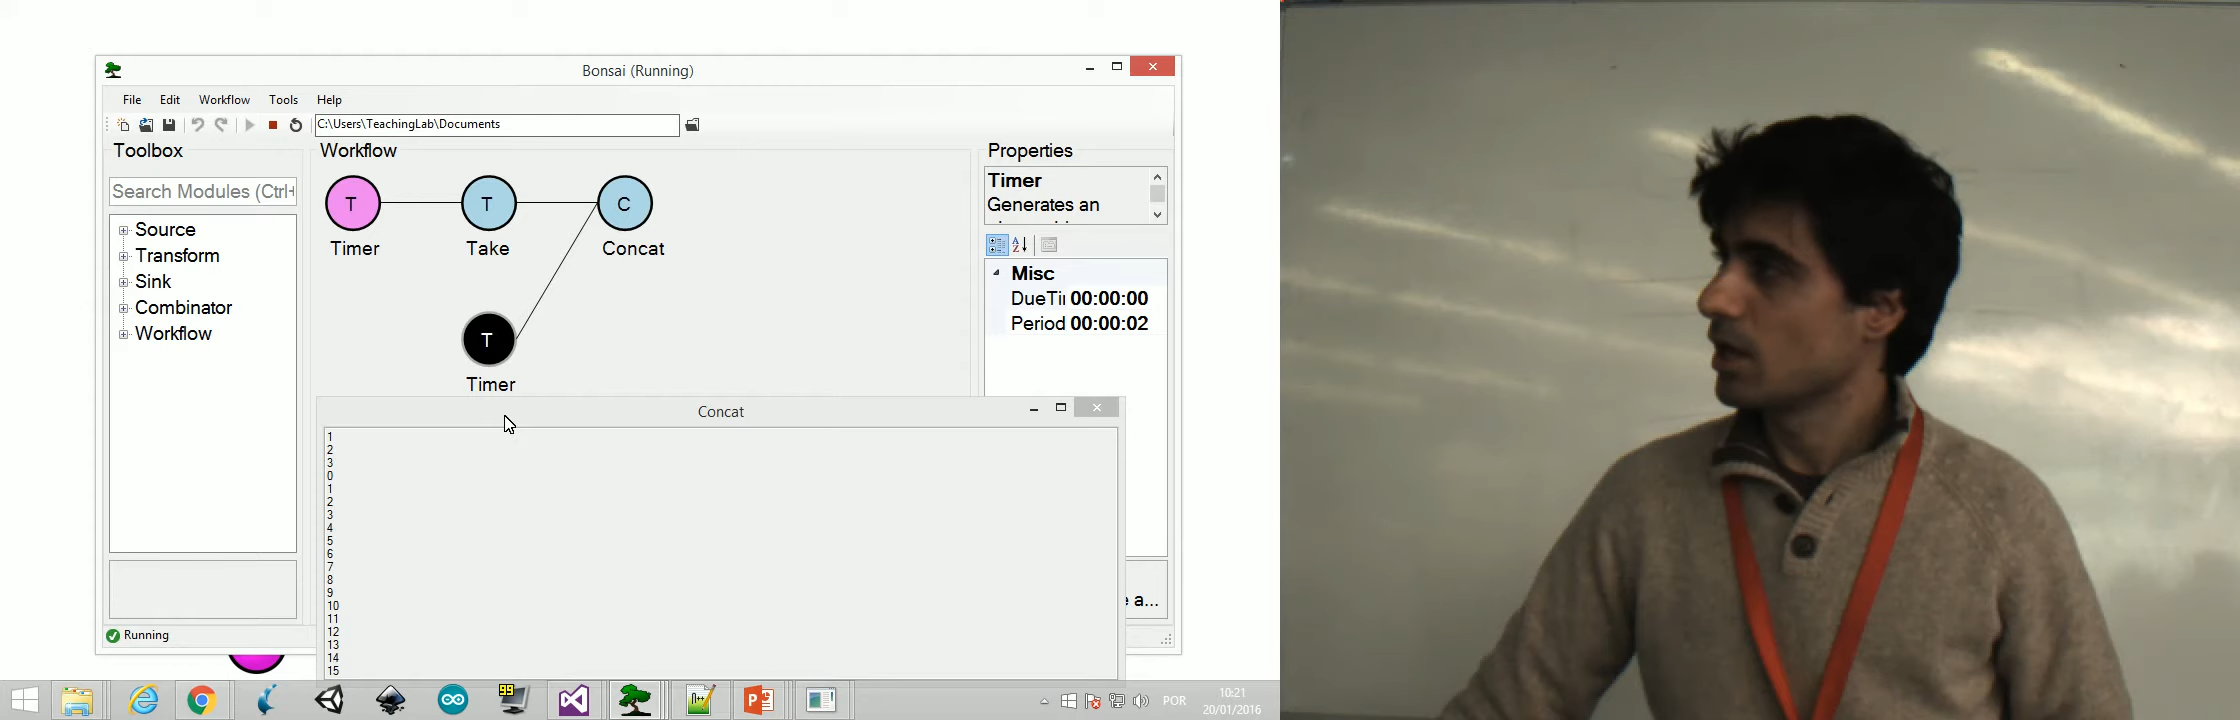 Bonsai (Running)
File Edit Workflow Tools Help
C:\Users\TeachingLab\Documents
Toolbox
Search Modules (Ctrl+
Source
Transform
Sink
Combinator
Workflow
Workflow
T
Timer
T
Take
C
Concat
T
Timer
Properties
Timer
Generates an
Misc
DueTi 00:00:00
Period 00:00:02
e a...
Concat
1
2
3
0
1
2
3
4
5
6
7
8
9
10
11
12
13
14
15
Running
99
POR
10:21
20/01/2016